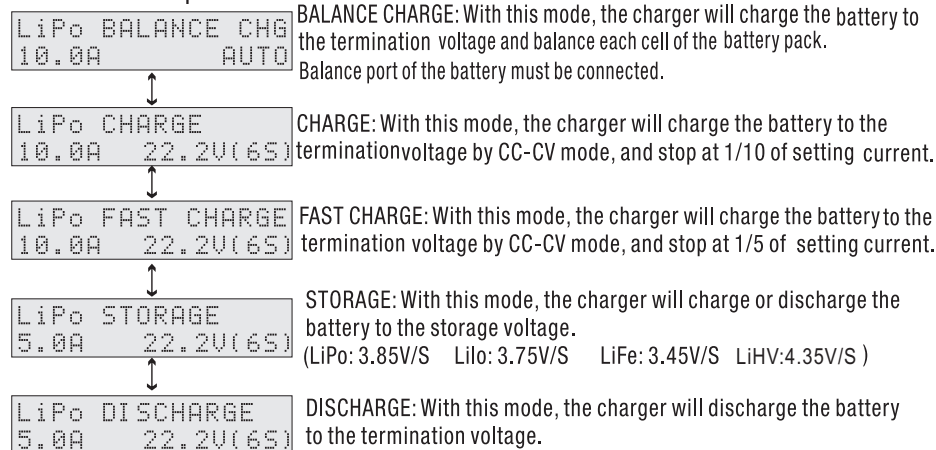 LiPo BALANCE CHG
10.0A AUTO
BALANCE CHARGE: With this mode, the charger will charge the battery to
the termination voltage and balance each cell of the battery pack.
Balance port of the battery must be connected.
LiPo CHARGE
10.0A 22.2V(6S)
CHARGE: With this mode, the charger will charge the battery to the
terminationvoltage by CC-CV mode, and stop at 1/10 of setting current.
LiPo FAST CHARGE
10.0A 22.2V(6S)
FAST CHARGE: With this mode, the charger will charge the battery to the
termination voltage by CC-CV mode, and stop at 1/5 of setting current.
LiPo STORAGE
5.0A 22.2V(6S)
STORAGE: With this mode, the charger will charge or discharge the
battery to the storage voltage.
(LiPo: 3.85V/S LiIo: 3.75V/S LiFe: 3.45V/S LiHV:4.35V/S )
LiPo DISCHARGE
5.0A 22.2V(6S)
DISCHARGE: With this mode, the charger will discharge the battery
to the termination voltage.